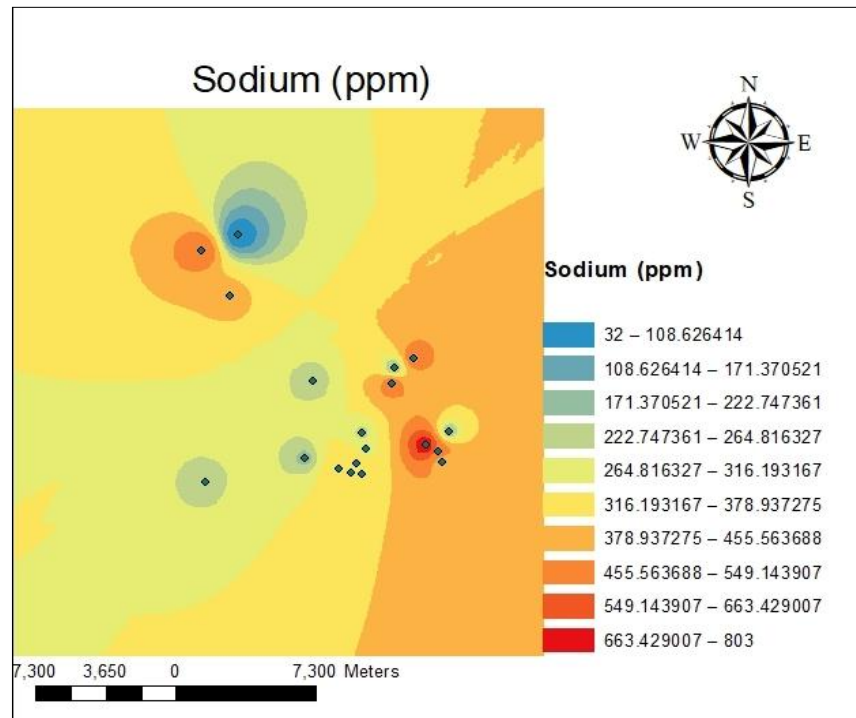 Sodium (ppm)
N
W E
S
Sodium (ppm)
32 – 108.626414
108.626414 – 171.370521
171.370521 – 222.747361
222.747361 – 264.816327
264.816327 – 316.193167
316.193167 – 378.937275
378.937275 – 455.563688
455.563688 – 549.143907
549.143907 – 663.429007
663.429007 – 803
7,300 3,650 0 7,300 Meters